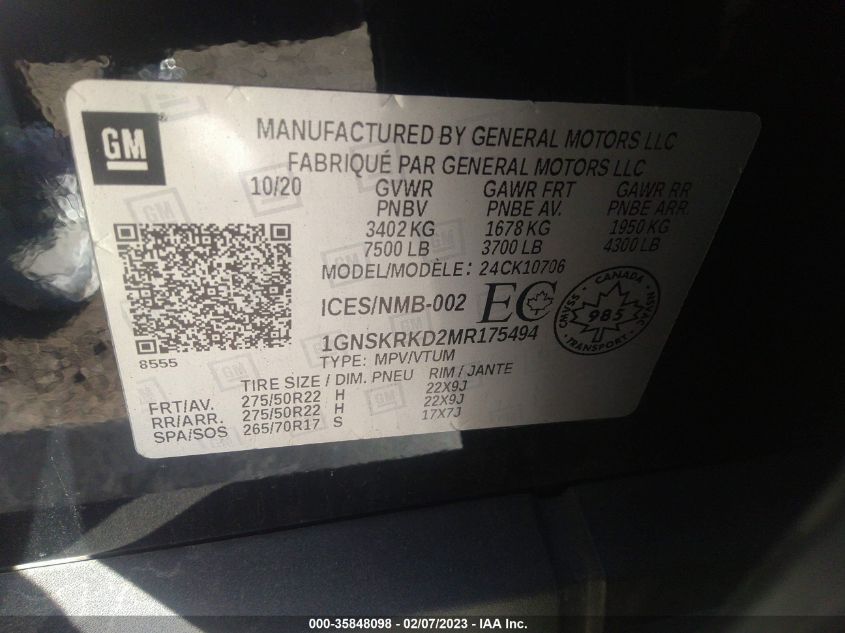 GM
MANUFACTURED BY GENERAL MOTORS LLC
FABRIQUÉ PAR GENERAL MOTORS LLC
10/20 GVWR GAWR FRT GAWR RR
PNBV PNBE AV. PNBE ARR.
3402 KG 1678 KG 1950 KG
7500 LB 3700 LB 4300 LB
MODEL/MODÈLE: 24CK10706
ICES/NMB-002 EC
CANADA
CMVSS 985 NSVAC
TRANSPORT
1GNSKRKD2MR175494
8555
TYPE: MPV/VTUM
TIRE SIZE / DIM. PNEU RIM / JANTE
FRT/AV. 275/50R22 H 22X9J
RR/ARR. 275/50R22 H 22X9J
SPA/SOS 265/70R17 S 17X7J
000-35848098 - 02/07/2023 - IAA Inc.